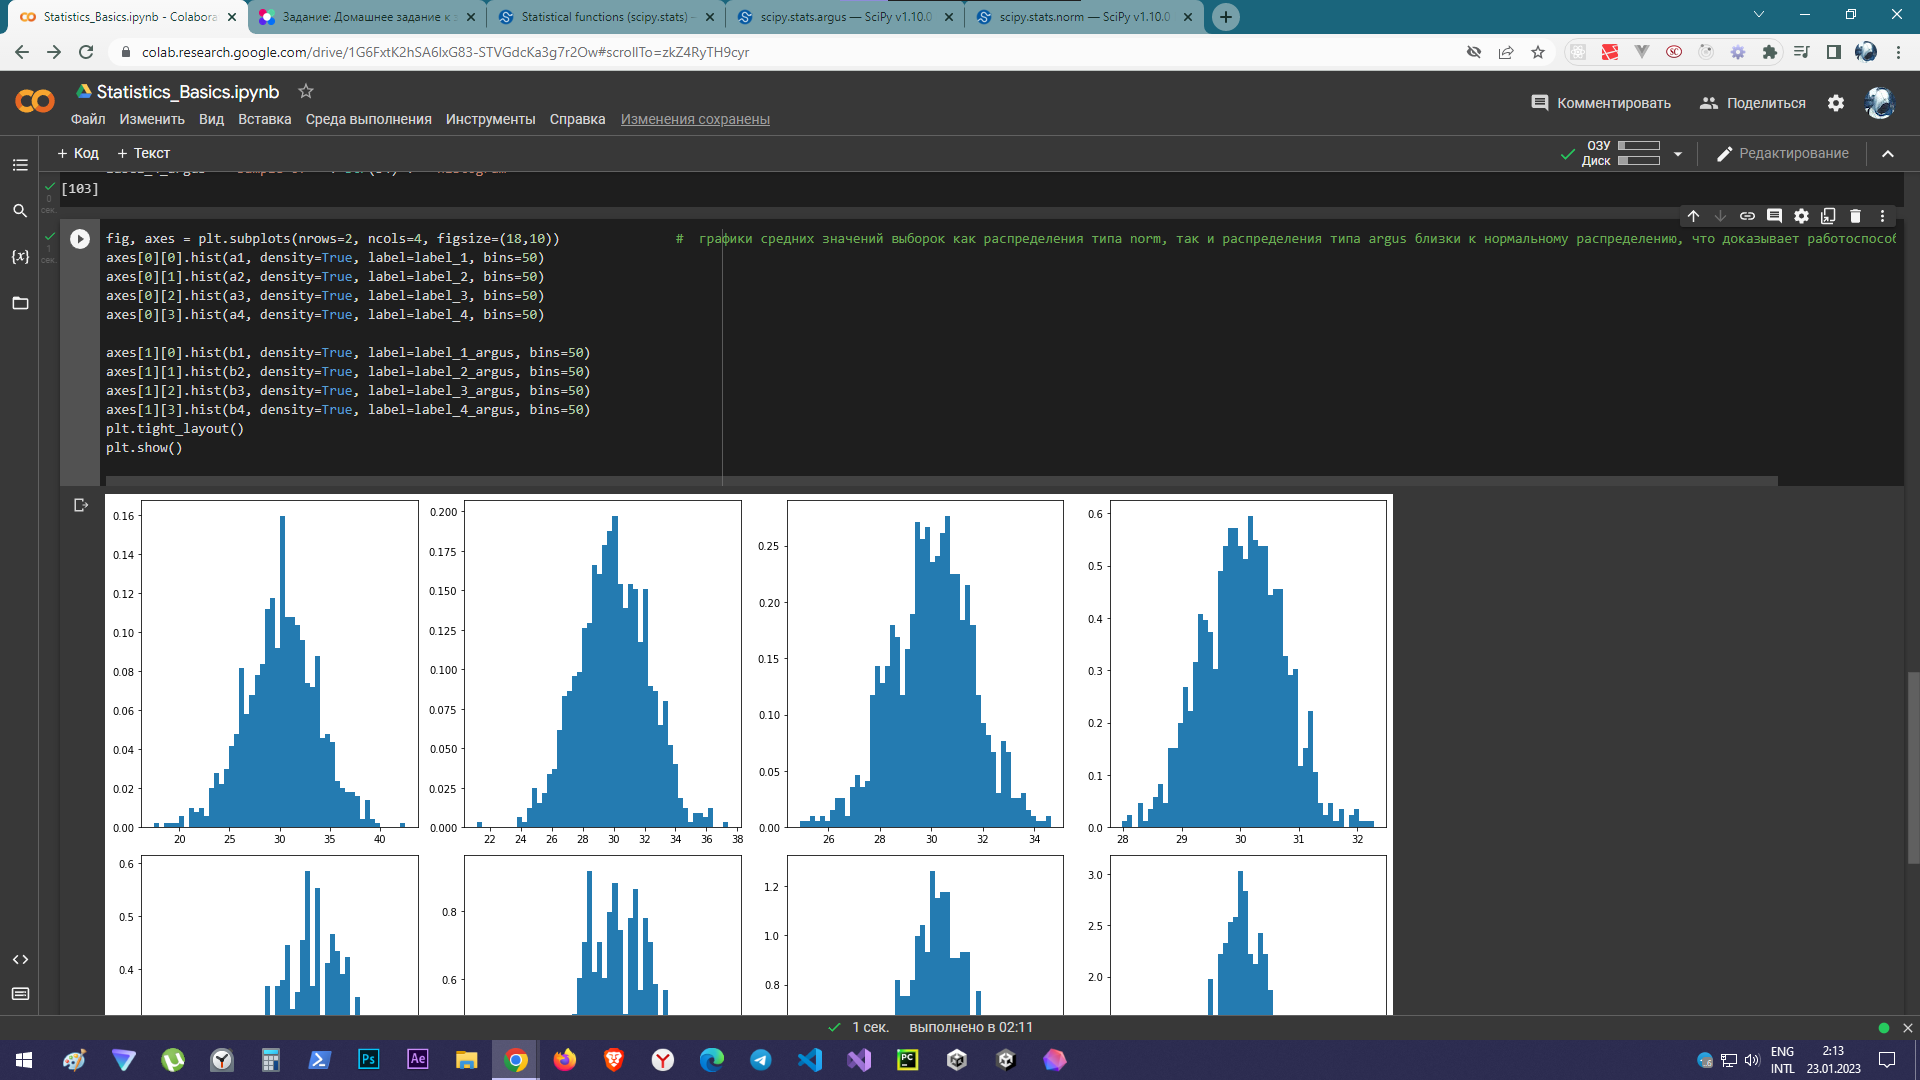 Statistics_Basics.ipynb - Colabora
Задание: Домашнее задание к з
Statistical functions (scipy.stats) –
scipy.stats.argus — SciPy v1.10.0
scipy.stats.norm — SciPy v1.10.0
colab.research.google.com/drive/1G6FxtK2hSA6lxG83-STVGdcKa3g7r2Ow#scrollTo=zkZ4RyTH9cyr
Statistics_Basics.ipynb
Комментировать
Поделиться
Файл Изменить Вид Вставка Среда выполнения Инструменты Справка Изменения сохранены
+ Код + Текст
ОЗУ
Диск
Редактирование
[103]
0
сек.
1
сек.
fig, axes = plt.subplots(nrows=2, ncols=4, figsize=(18,10)) # графики средних значений выборок как распределения типа norm, так и распределения типа argus близки к нормальному распределению, что доказывает работоспособ
axes[0][0].hist(a1, density=True, label=label_1, bins=50)
axes[0][1].hist(a2, density=True, label=label_2, bins=50)
axes[0][2].hist(a3, density=True, label=label_3, bins=50)
axes[0][3].hist(a4, density=True, label=label_4, bins=50)
axes[1][0].hist(b1, density=True, label=label_1_argus, bins=50)
axes[1][1].hist(b2, density=True, label=label_2_argus, bins=50)
axes[1][2].hist(b3, density=True, label=label_3_argus, bins=50)
axes[1][3].hist(b4, density=True, label=label_4_argus, bins=50)
plt.tight_layout()
plt.show()
0.16
0.14
0.12
0.10
0.08
0.06
0.04
0.02
0.00
20 25 30 35 40
0.200
0.175
0.150
0.125
0.100
0.075
0.050
0.025
0.000
22 24 26 28 30 32 34 36 38
0.25
0.20
0.15
0.10
0.05
0.00
26 28 30 32 34
0.6
0.5
0.4
0.3
0.2
0.1
0.0
28 29 30 31 32
0.6
0.5
0.4
0.8
0.6
1.2
1.0
0.8
3.0
2.5
2.0
1 сек. выполнено в 02:11
ENG
INTL
2:13
23.01.2023